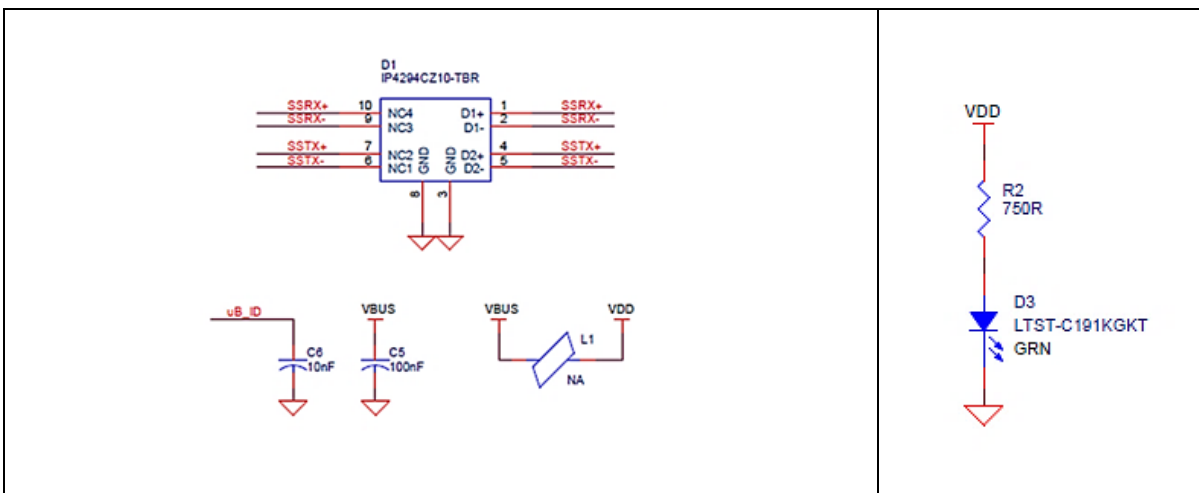 D1
IP4294CZ10-TBR
SSRX+ 10 NC4 D1+ 1 SSRX+
SSRX- 9 NC3 D1- 2 SSRX-
SSTX+ 7 NC2 D2+ 4 SSTX+
SSTX- 6 NC1 D2- 5 SSTX-
GND GND
8 3
uB_ID
C6
10nF
VBUS
C5
100nF
VBUS
VDD
L1
NA
VDD
R2
750R
D3
LTST-C191KGKT
GRN